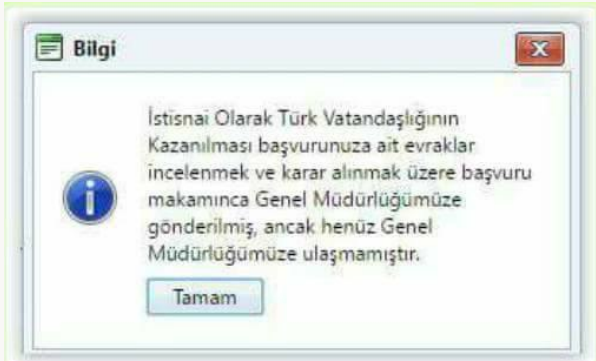 Bilgi
İstisnai Olarak Türk Vatandaşlığının
Kazanılması başvurunuza ait evraklar
incelenmek ve karar alınmak üzere başvuru
makamınca Genel Müdürlüğümüze
gönderilmiş, ancak henüz Genel
Müdürlüğümüze ulaşmamıştır.
Tamam